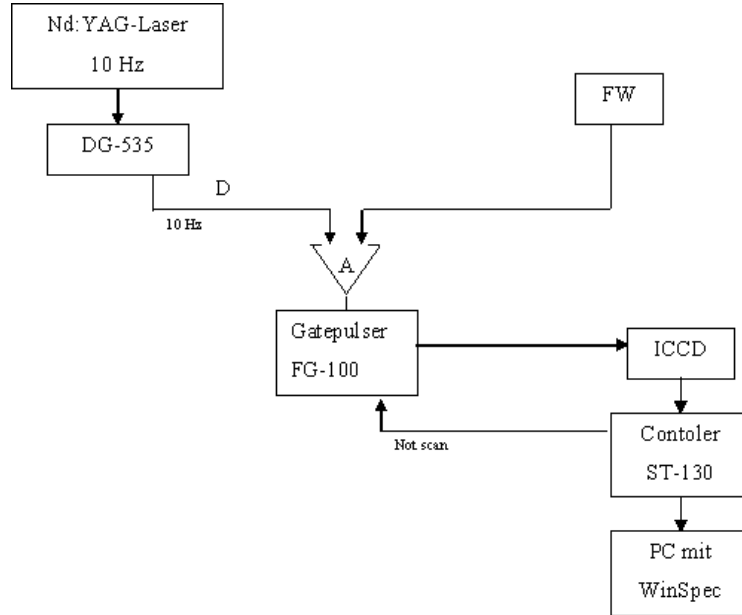 Nd:YAG-Laser
10 Hz
FW
DG-535
D
10 Hz
A
Gatepulser
FG-100
ICCD
Not scan
Contoler
ST-130
PC mit
WinSpec